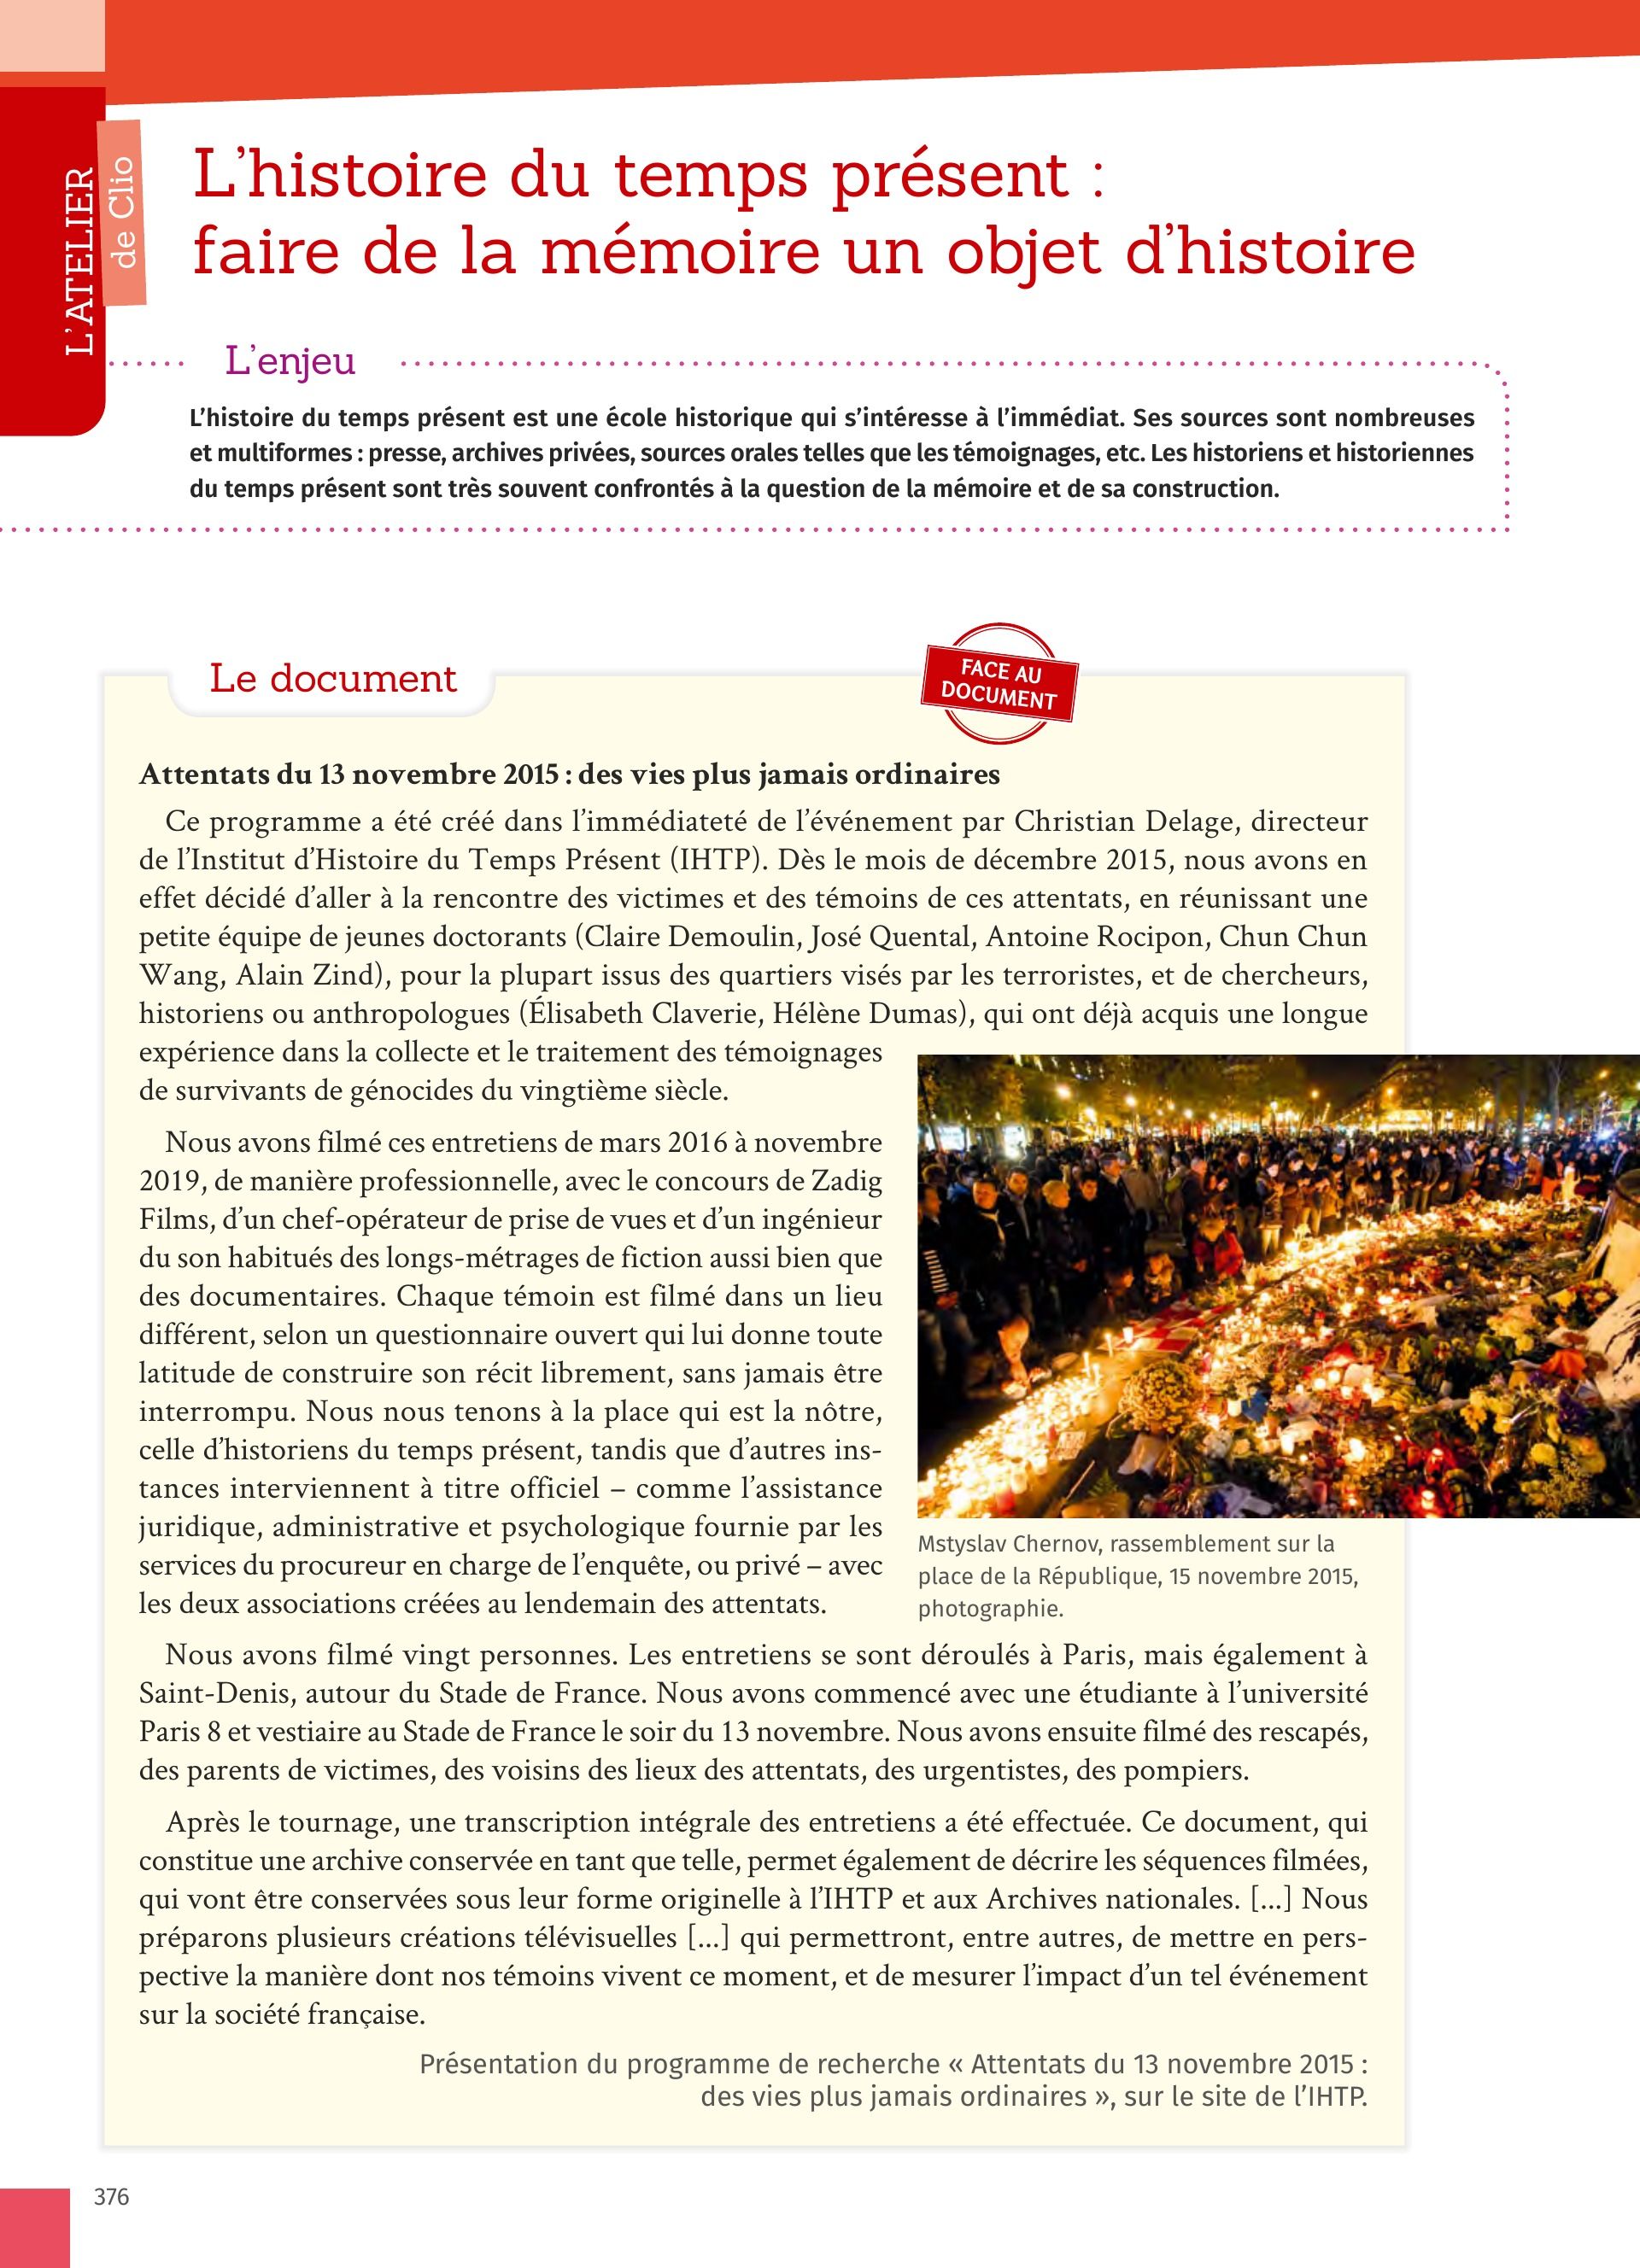 L'ATELIER
de Clio
L'histoire du temps présent :
faire de la mémoire un objet d'histoire
L'enjeu
L'histoire du temps présent est une école historique qui s'intéresse à l'immédiat. Ses sources sont nombreuses
et multiformes : presse, archives privées, sources orales telles que les témoignages, etc. Les historiens et historiennes
du temps présent sont très souvent confrontés à la question de la mémoire et de sa construction.
Le document
FACE AU
DOCUMENT
Attentats du 13 novembre 2015 : des vies plus jamais ordinaires
Ce programme a été créé dans l'immédiateté de l'événement par Christian Delage, directeur
de l'Institut d'Histoire du Temps Présent (IHTP). Dès le mois de décembre 2015, nous avons en
effet décidé d'aller à la rencontre des victimes et des témoins de ces attentats, en réunissant une
petite équipe de jeunes doctorants (Claire Demoulin, José Quental, Antoine Rocipon, Chun Chun
Wang, Alain Zind), pour la plupart issus des quartiers visés par les terroristes, et de chercheurs,
historiens ou anthropologues (Élisabeth Claverie, Hélène Dumas), qui ont déjà acquis une longue
expérience dans la collecte et le traitement des témoignages
de survivants de génocides du vingtième siècle.
Nous avons filmé ces entretiens de mars 2016 à novembre
2019, de manière professionnelle, avec le concours de Zadig
Films, d'un chef-opérateur de prise de vues et d'un ingénieur
du son habitués des longs-métrages de fiction aussi bien que
des documentaires. Chaque témoin est filmé dans un lieu
différent, selon un questionnaire ouvert qui lui donne toute
latitude de construire son récit librement, sans jamais être
interrompu. Nous nous tenons à la place qui est la nôtre,
celle d'historiens du temps présent, tandis que d'autres ins-
tances interviennent à titre officiel – comme l'assistance
juridique, administrative et psychologique fournie par les
services du procureur en charge de l'enquête, ou privé – avec
les deux associations créées au lendemain des attentats.
Mstyslav Chernov, rassemblement sur la
place de la République, 15 novembre 2015,
photographie.
Nous avons filmé vingt personnes. Les entretiens se sont déroulés à Paris, mais également à
Saint-Denis, autour du Stade de France. Nous avons commencé avec une étudiante à l'université
Paris 8 et vestiaire au Stade de France le soir du 13 novembre. Nous avons ensuite filmé des rescapés,
des parents de victimes, des voisins des lieux des attentats, des urgentistes, des pompiers.
Après le tournage, une transcription intégrale des entretiens a été effectuée. Ce document, qui
constitue une archive conservée en tant que telle, permet également de décrire les séquences filmées,
qui vont être conservées sous leur forme originelle à l'IHTP et aux Archives nationales. [...] Nous
préparons plusieurs créations télévisuelles [...] qui permettront, entre autres, de mettre en pers-
pective la manière dont nos témoins vivent ce moment, et de mesurer l'impact d'un tel événement
sur la société française.
Présentation du programme de recherche « Attentats du 13 novembre 2015 :
des vies plus jamais ordinaires », sur le site de l'IHTP.
376